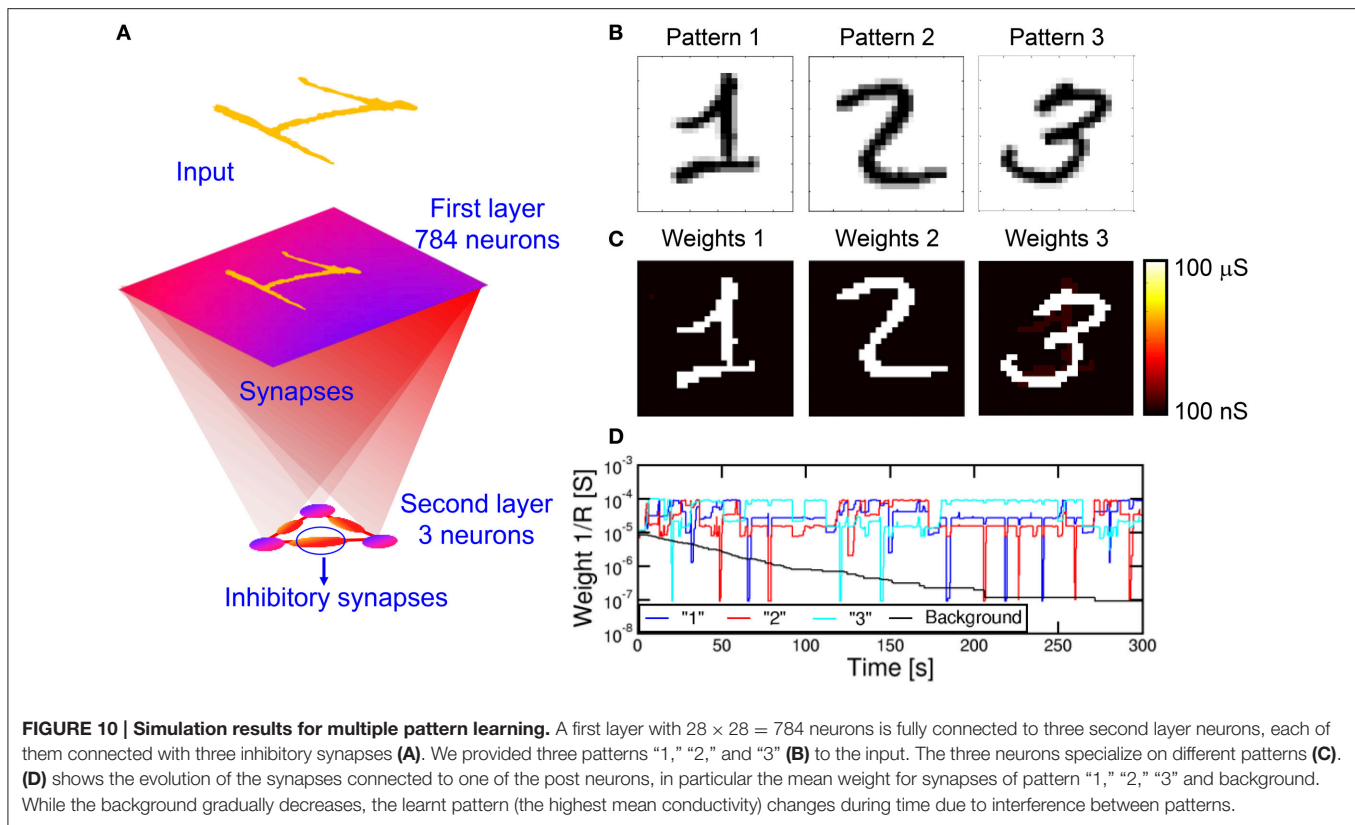 A
Input
First layer
784 neurons
Synapses
Second layer
3 neurons
Inhibitory synapses
B
Pattern 1 Pattern 2 Pattern 3
1 2 3
C
Weights 1 Weights 2 Weights 3
1 2 3
100 µS
100 nS
D
Weight 1/R [S]
10⁻³
10⁻⁴
10⁻⁵
10⁻⁶
10⁻⁷
10⁻⁸
"1" "2" "3" Background
0 50 100 150 200 250 300
Time [s]
FIGURE 10 | Simulation results for multiple pattern learning. A first layer with 28 × 28 = 784 neurons is fully connected to three second layer neurons, each of
them connected with three inhibitory synapses (A). We provided three patterns “1,” “2,” and “3” (B) to the input. The three neurons specialize on different patterns (C).
(D) shows the evolution of the synapses connected to one of the post neurons, in particular the mean weight for synapses of pattern “1,” “2,” “3” and background.
While the background gradually decreases, the learnt pattern (the highest mean conductivity) changes during time due to interference between patterns.